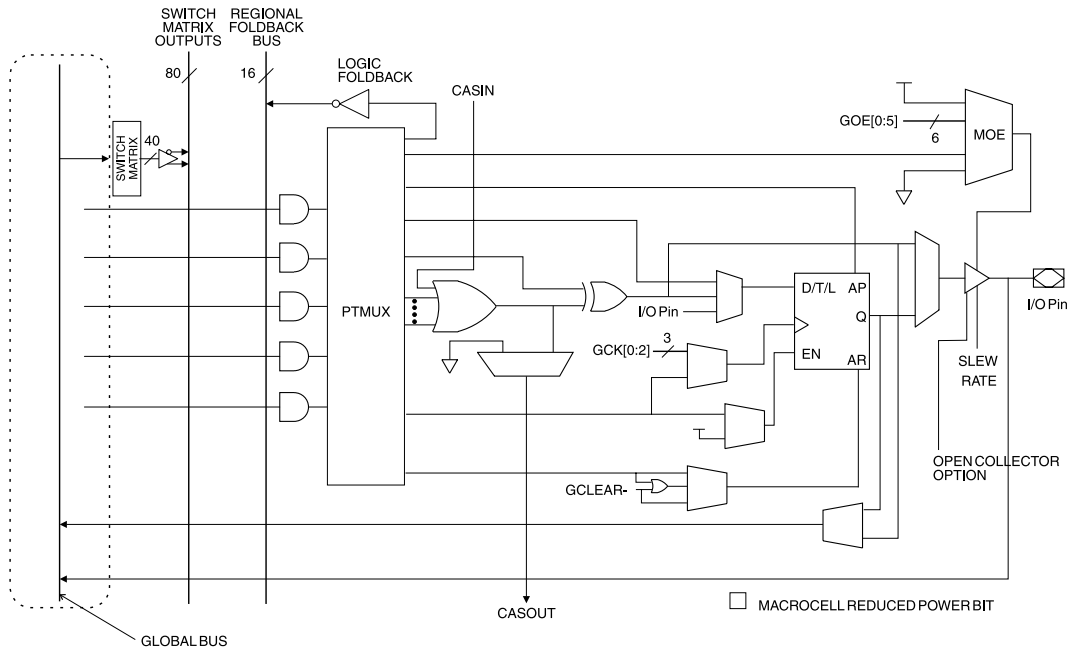 SWITCH
MATRIX
OUTPUTS
REGIONAL
FOLDBACK
BUS
80
16
LOGIC
FOLDBACK
CASIN
GOE[0:5]
6
MOE
SWITCH
MATRIX
40
PTMUX
D/T/L
AP
Q
EN
AR
I/O Pin
I/O Pin
GCK[0:2]
3
SLEW
RATE
OPEN COLLECTOR
OPTION
GCLEAR-
CASOUT
MACROCELL REDUCED POWER BIT
GLOBAL BUS